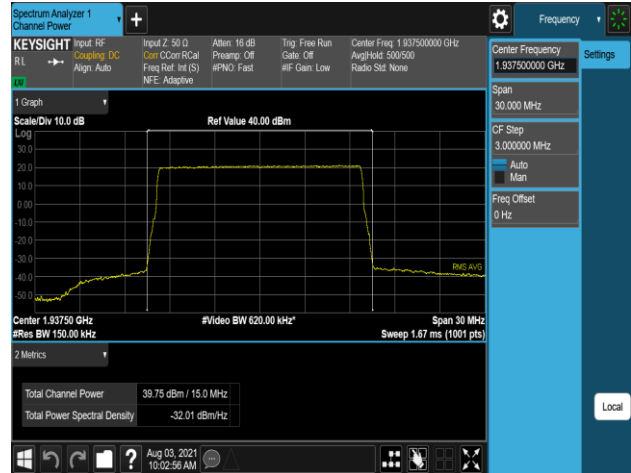 Spectrum Analyzer 1
Channel Power
Frequency
KEYSIGHT
RL
Input: RF
Coupling: DC
Align: Auto
Input Z: 50 Ω
Corr CCorr RCal
Freq Ref: Int (S)
NFE: Adaptive
Atten: 16 dB
Preamp: Off
#PNO: Fast
Trig: Free Run
Gate: Off
#IF Gain: Low
Center Freq: 1.937500000 GHz
Avg|Hold: 500/500
Radio Std: None
Center Frequency
1.937500000 GHz
Settings
Span
30.000 MHz
CF Step
3.000000 MHz
Auto
Man
Freq Offset
0 Hz
1 Graph
Scale/Div 10.0 dB
Ref Value 40.00 dBm
Log
30.0
20.0
10.0
0.00
-10.0
-20.0
-30.0
-40.0
-50.0
RMS AVG
Center 1.93750 GHz
#Video BW 620.00 kHz*
Span 30 MHz
#Res BW 150.00 kHz
Sweep 1.67 ms (1001 pts)
2 Metrics
Total Channel Power
39.75 dBm / 15.0 MHz
Total Power Spectral Density
-32.01 dBm/Hz
Local
?
Aug 03, 2021
10:02:56 AM